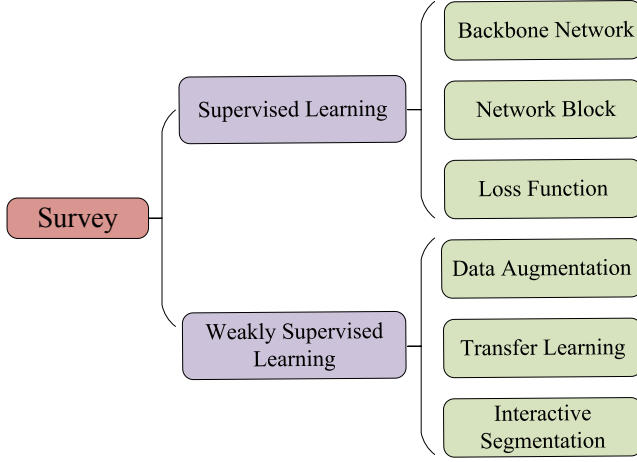 Survey
Supervised Learning
Backbone Network
Network Block
Loss Function
Weakly Supervised
Learning
Data Augmentation
Transfer Learning
Interactive
Segmentation